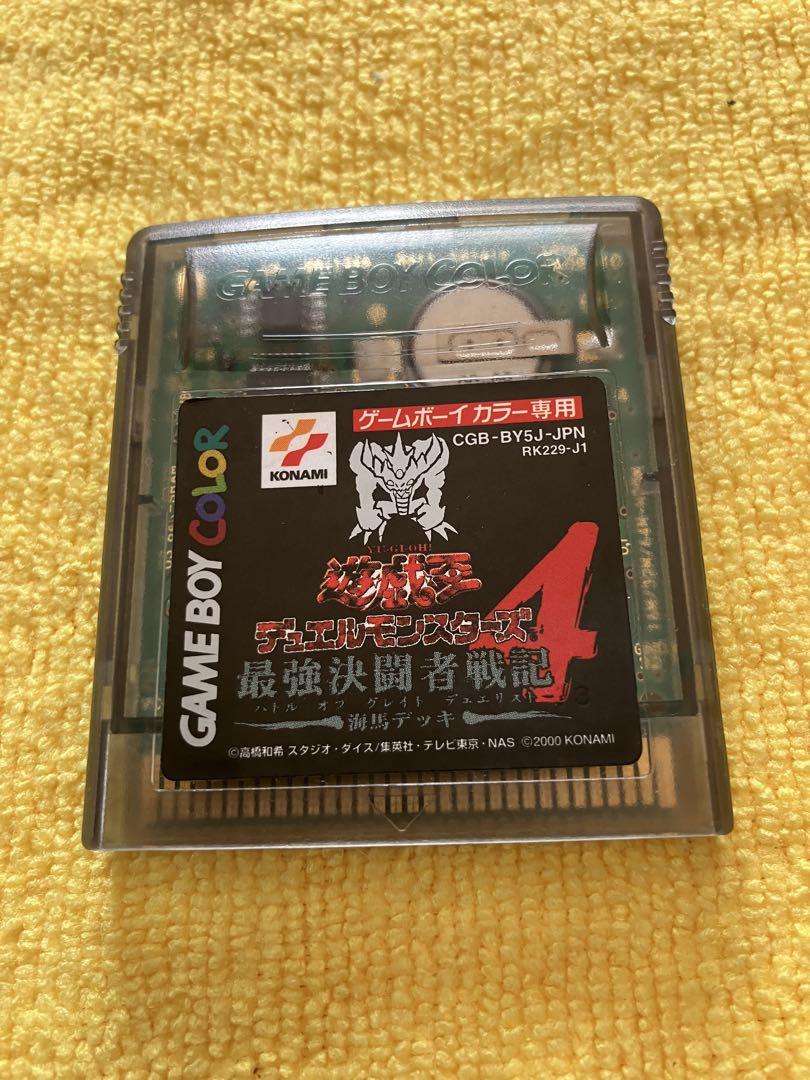 GAME BOY COLOR
GAME BOY COLOR
KONAMI
ゲームボーイカラー専用
CGB-BY5J-JPN
RK229-J1
YU-GI-OH!
遊戯王
デュエルモンスターズ
4
最強決闘者戦記
バトル オブ グレイト デュエリスト
海馬デッキ
©高橋和希 スタジオ・ダイス/集英社・テレビ東京・NAS ©2000 KONAMI